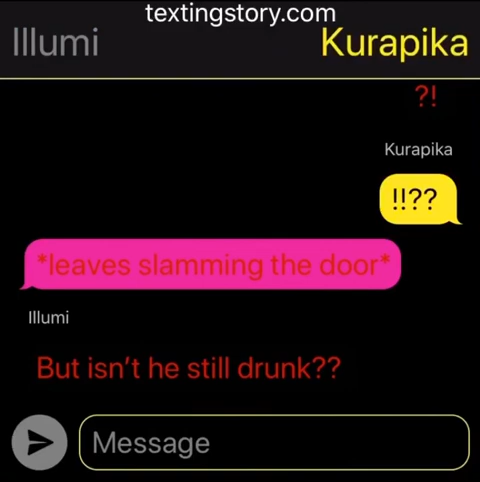 textingstory.com
Illumi
Kurapika
?!
Kurapika
!!??
*leaves slamming the door*
Illumi
But isn't he still drunk??
Message